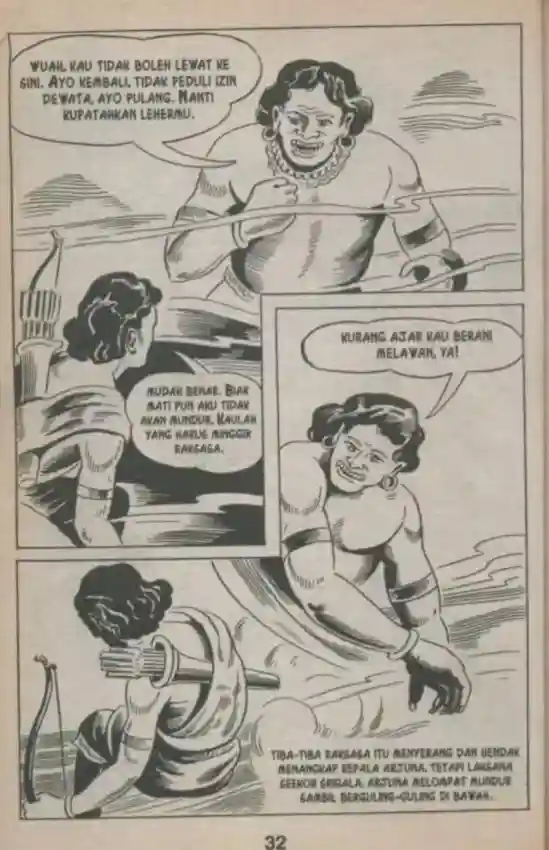 WUAH, KAU TIDAK BOLEH LEWAT KE
SINI. AYO KEMBALI, TIDAK PEDULI IZIN
DEWATA, AYO PULANG. NANTI
KUPATAHKAN LEHERMU.
MUDAH BENAR. BIAR
MATI PUN AKU TIDAK
AKAN MUNDUR. KAULAH
YANG HARUS MINGGIR
RAKSASA.
KURANG AJAR KAU BERANI
MELAWAN, YA!
TIBA-TIBA RAKSASA ITU MENYERANG DAN HENDAK
MENANGKAP KEPALA ARJUNA. TETAPI LAKSANA
SEEKOR SRIGALA, ARJUNA MELOMPAT MUNDUR
SAMBIL BERGULING-GULING DI BAWAH.
32